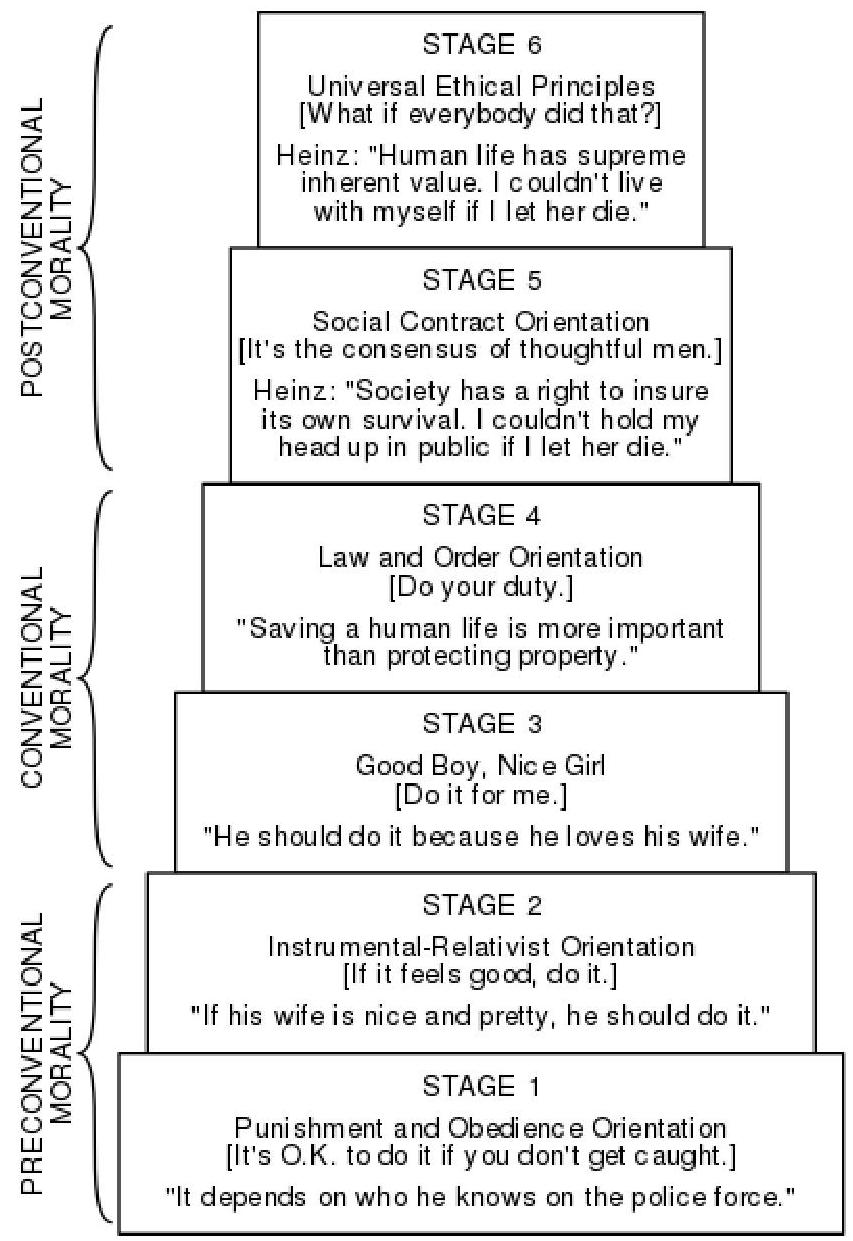 STAGE 6
Universal Ethical Principles
[What if everybody did that?]
Heinz: "Human life has supreme
inherent value. I couldn't live
with myself if I let her die."
POSTCONVENTIONAL
MORALITY
STAGE 5
Social Contract Orientation
[It's the consensus of thoughtful men.]
Heinz: "Society has a right to insure
its own survival. I couldn't hold my
head up in public if I let her die."
STAGE 4
Law and Order Orientation
[Do your duty.]
"Saving a human life is more important
than protecting property."
CONVENTIONAL
MORALITY
STAGE 3
Good Boy, Nice Girl
[Do it for me.]
"He should do it because he loves his wife."
STAGE 2
Instrumental-Relativist Orientation
[If it feels good, do it.]
"If his wife is nice and pretty, he should do it."
PRECONVENTIONAL
MORALITY
STAGE 1
Punishment and Obedience Orientation
[It's O.K. to do it if you don't get caught.]
"It depends on who he knows on the police force."